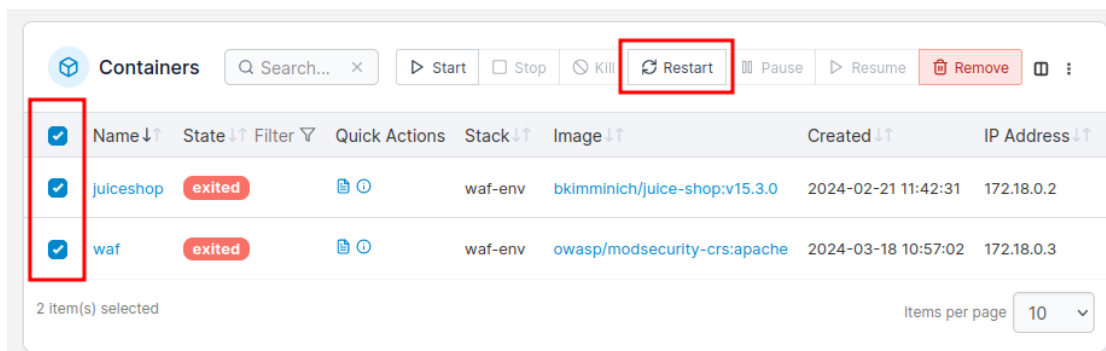 Containers Search... Start Stop Kill Restart Pause Resume Remove
Name State Filter Quick Actions Stack Image Created IP Address
juiceshop exited waf-env bkimminich/juice-shop:v15.3.0 2024-02-21 11:42:31 172.18.0.2
waf exited waf-env owasp/modsecurity-crs:apache 2024-03-18 10:57:02 172.18.0.3
2 item(s) selected
Items per page 10